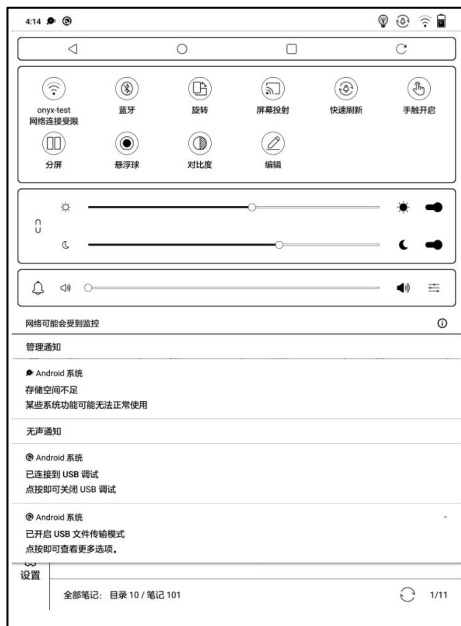 4:14
onyx-test
网络连接受限
蓝牙
旋转
屏幕投射
快速刷新
手触开启
分屏
悬浮球
对比度
编辑
网络可能会受到监控
管理通知
Android 系统
存储空间不足
某些系统功能可能无法正常使用
无声通知
Android 系统
已连接到 USB 调试
点按即可关闭 USB 调试
Android 系统
已开启 USB 文件传输模式
点按即可查看更多选项。
设置
全部笔记: 目录 10 / 笔记 101
1/11